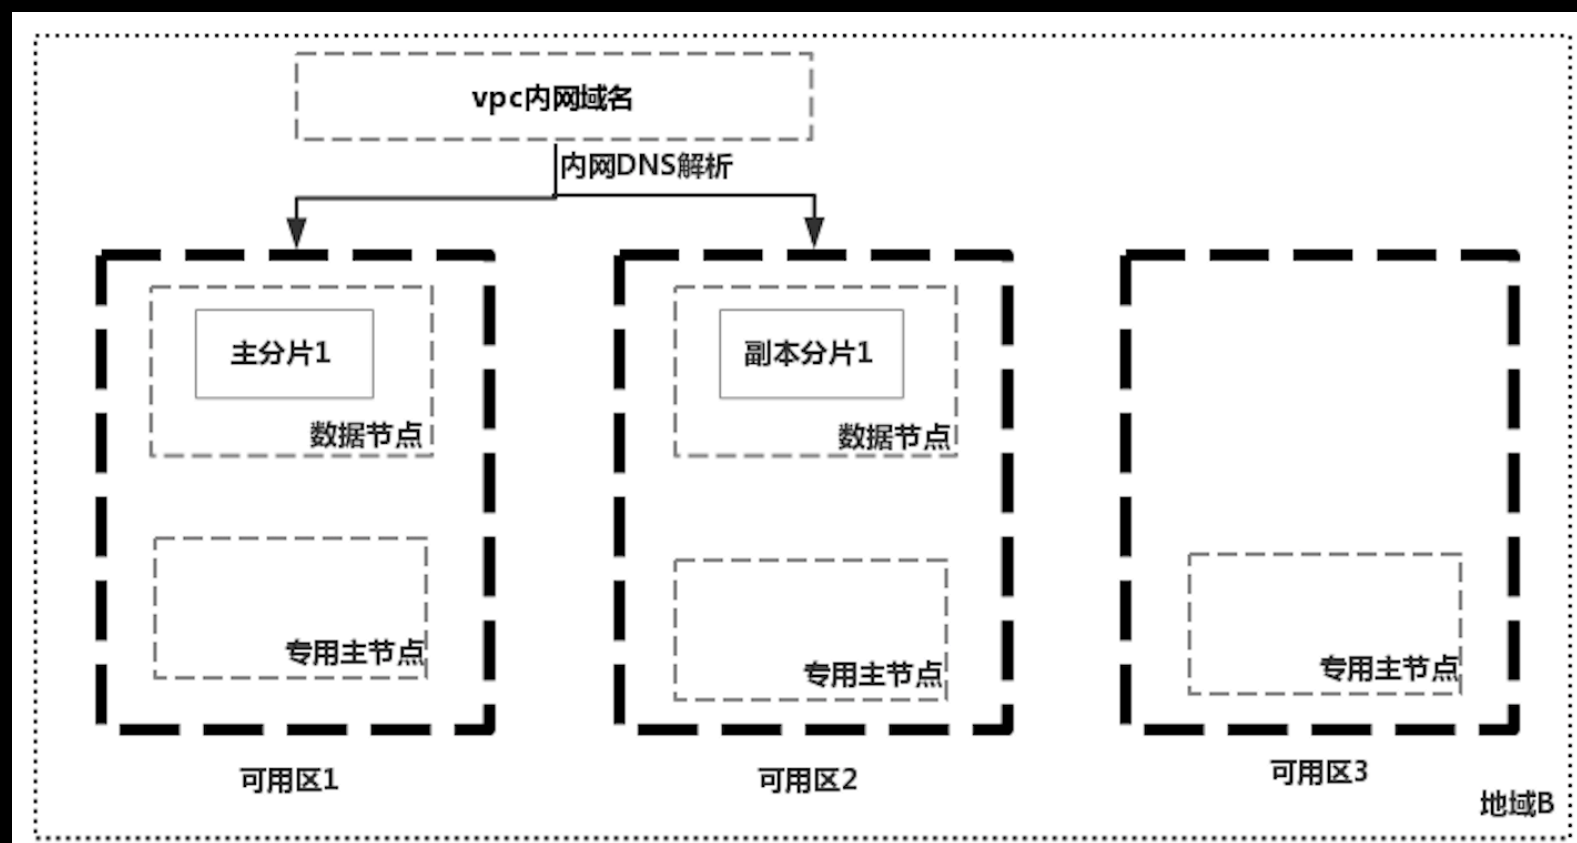 vpc内网域名
内网DNS解析
主分片1
数据节点
副本分片1
数据节点
专用主节点
专用主节点
专用主节点
可用区1
可用区2
可用区3
地域B